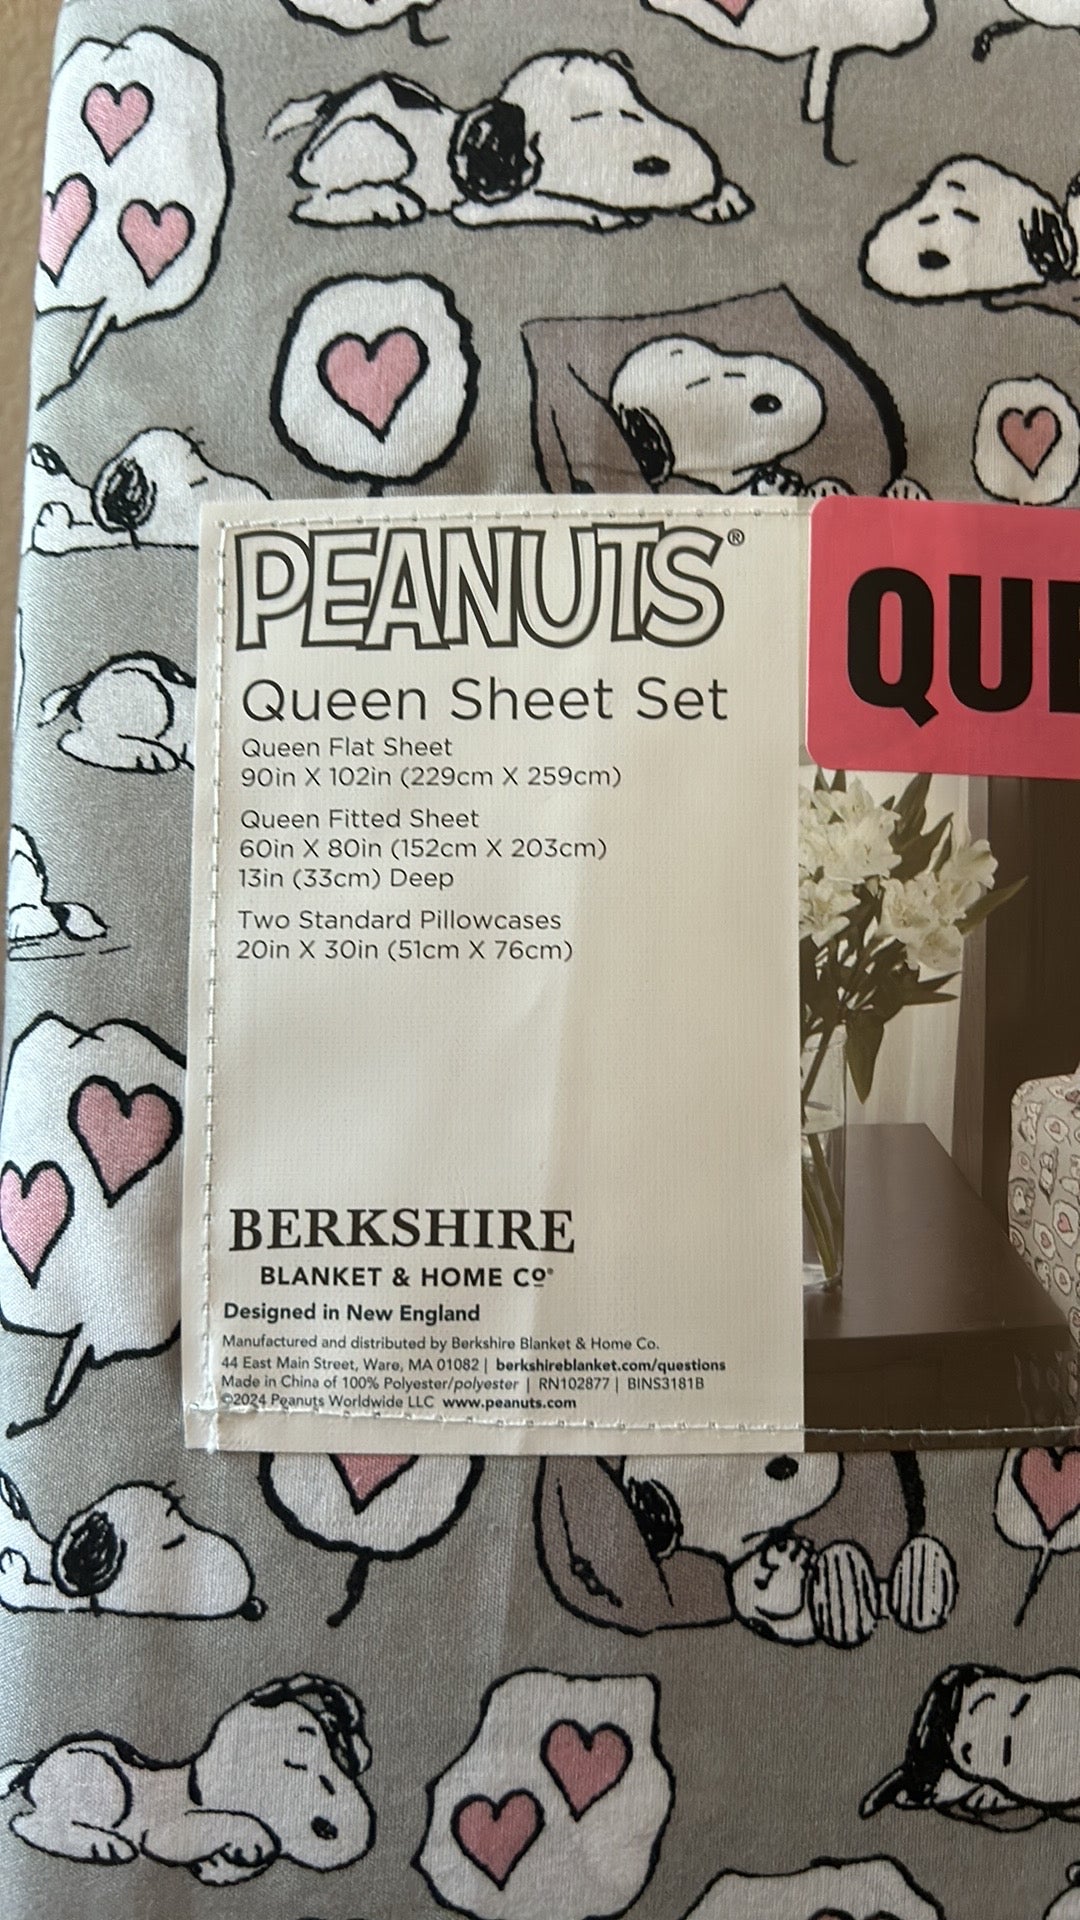 PEANUTS®
QUE
Queen Sheet Set
Queen Flat Sheet
90in X 102in (229cm X 259cm)
Queen Fitted Sheet
60in X 80in (152cm X 203cm)
13in (33cm) Deep
Two Standard Pillowcases
20in X 30in (51cm X 76cm)
BERKSHIRE
BLANKET & HOME Cº®
Designed in New England
Manufactured and distributed by Berkshire Blanket & Home Co.
44 East Main Street, Ware, MA 01082 | berkshireblanket.com/questions
Made in China of 100% Polyester/polyester | RN102877 | BINS3181B
©2024 Peanuts Worldwide LLC www.peanuts.com